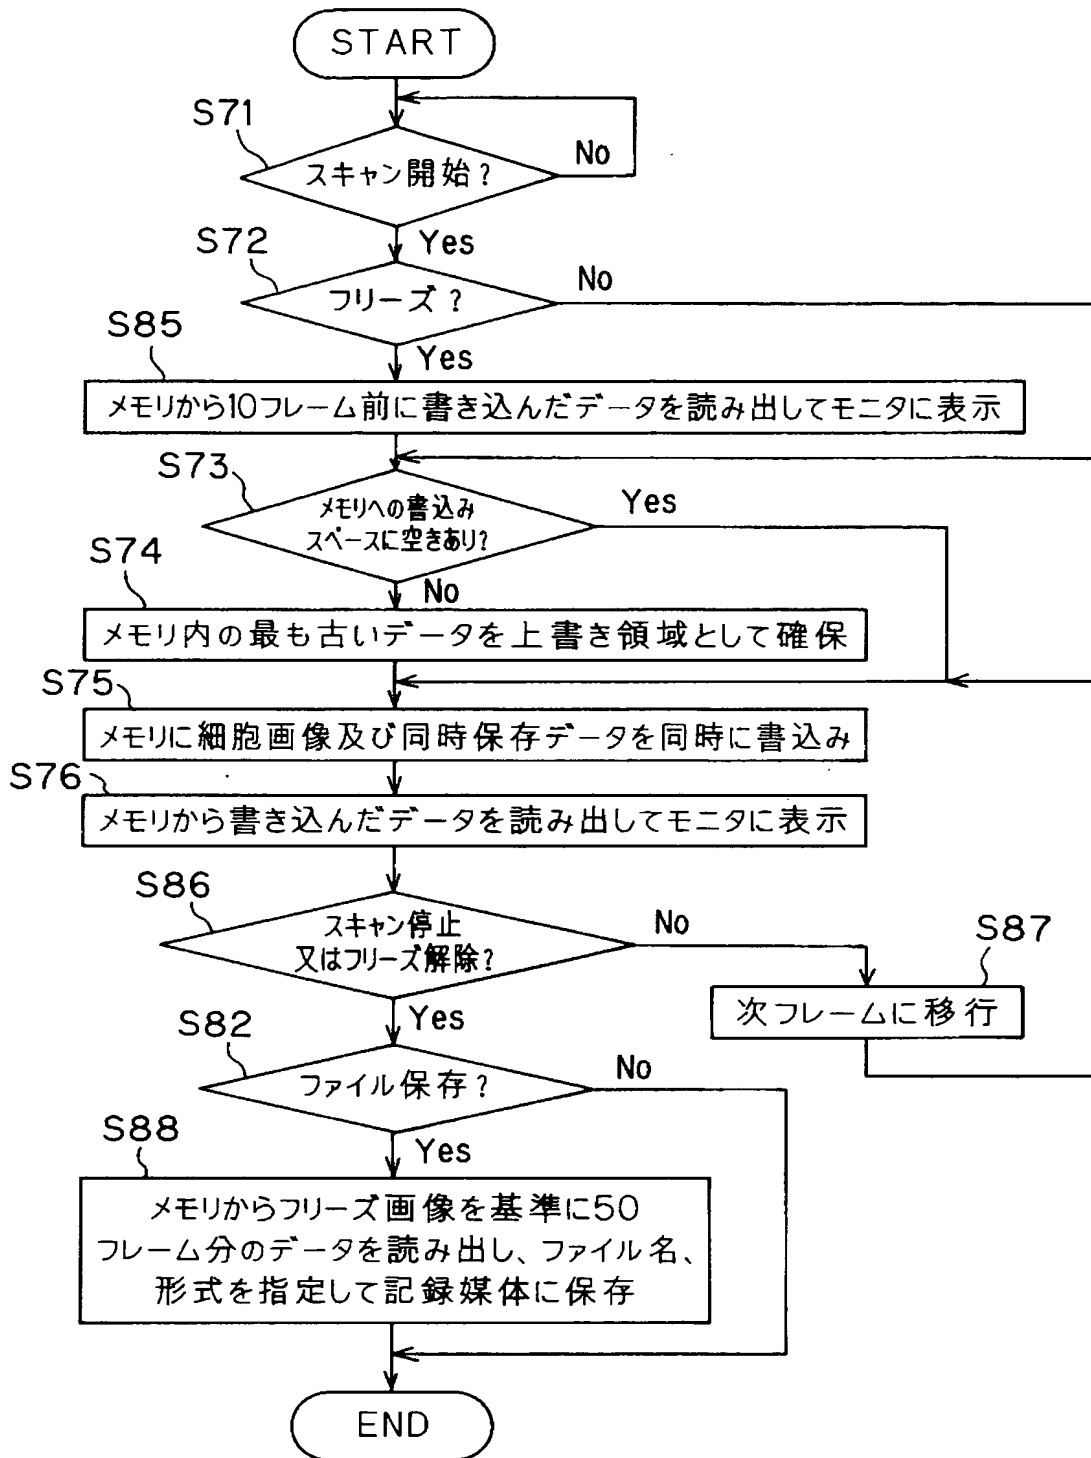 START
S71
スキャン開始?
No
Yes
S72
フリーズ?
No
Yes
S85
メモリから10フレーム前に書き込んだデータを読み出してモニタに表示
S73
メモリへの書込み
スペースに空きあり?
Yes
No
S74
メモリ内の最も古いデータを上書き領域として確保
S75
メモリに細胞画像及び同時保存データを同時に書込み
S76
メモリから書き込んだデータを読み出してモニタに表示
S86
スキャン停止
又はフリーズ解除?
No
Yes
S87
次フレームに移行
S82
ファイル保存?
No
Yes
S88
メモリからフリーズ画像を基準に50
フレーム分のデータを読み出し、ファイル名、
形式を指定して記録媒体に保存
END